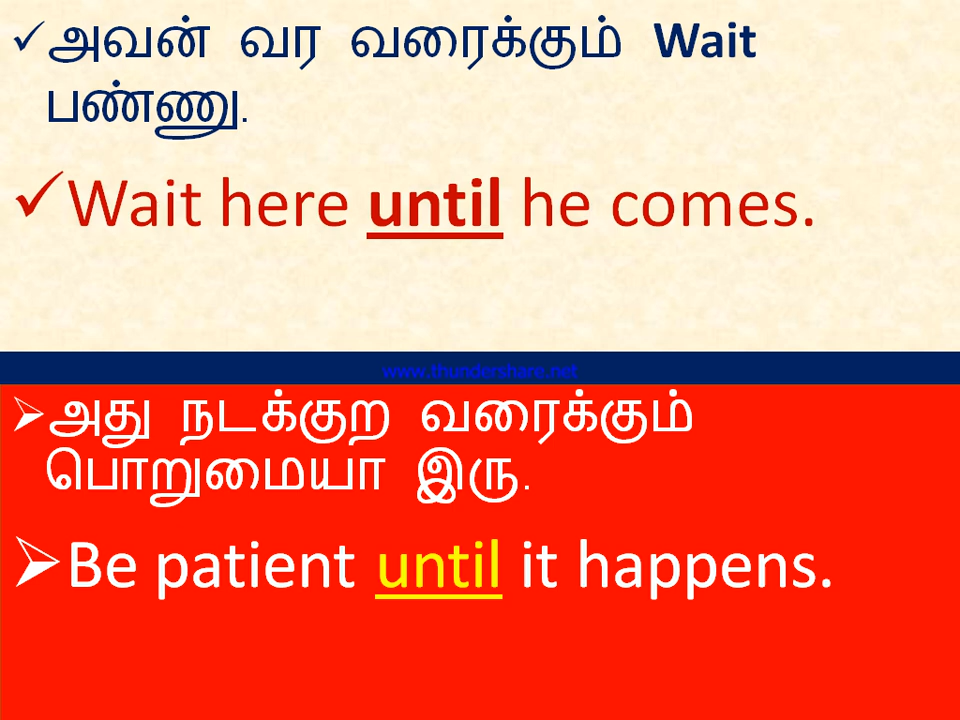 ✓அவன் வர வரைக்கும் Wait
பண்ணு.
✓Wait here until he comes.
www.thundershare.net
➢அது நடக்குற வரைக்கும்
பொறுமையா இரு.
➢Be patient until it happens.